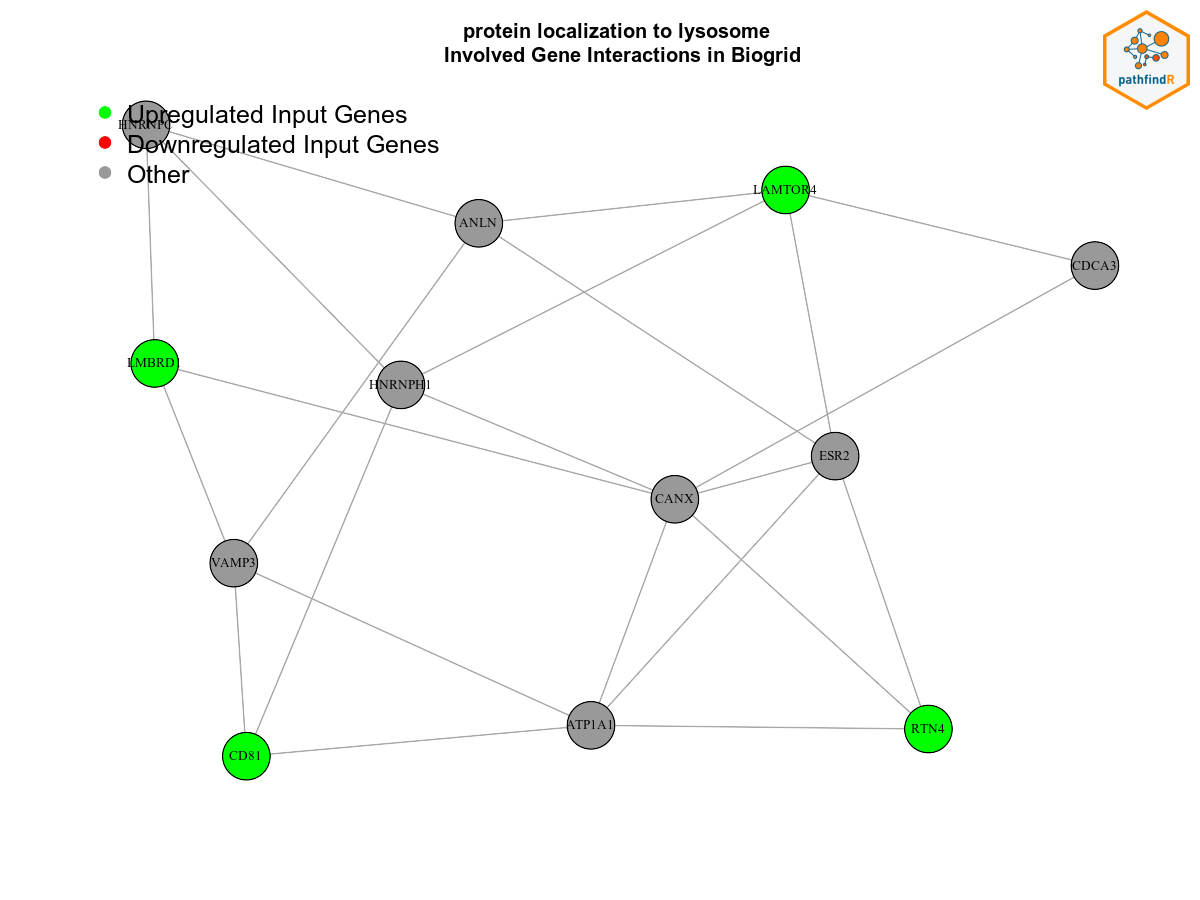 protein localization to lysosome
Involved Gene Interactions in Biogrid
pathfindR
Upregulated Input Genes
HNRNPC
Downregulated Input Genes
Other
LAMTOR4
ANLN
CDCA3
LMBRD1
HNRNPH1
ESR2
CANX
VAMP3
ATP1A1
RTN4
CD81